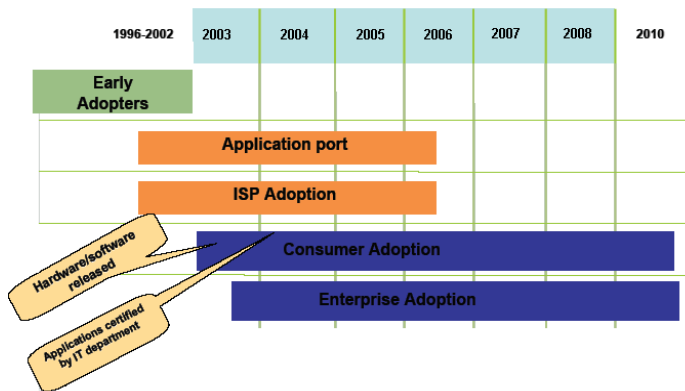 1996-2002 2003 2004 2005 2006 2007 2008 2010
Early
Adopters
Application port
ISP Adoption
Consumer Adoption
Hardware/software
released
Enterprise Adoption
Applications certified
by IT department